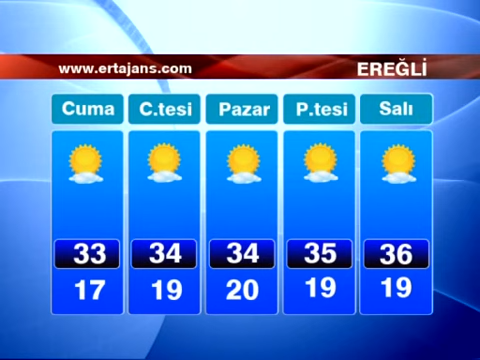 www.ertajans.com EREĞLİ
Cuma C.tesi Pazar P.tesi Salı
33 34 34 35 36
17 19 20 19 19